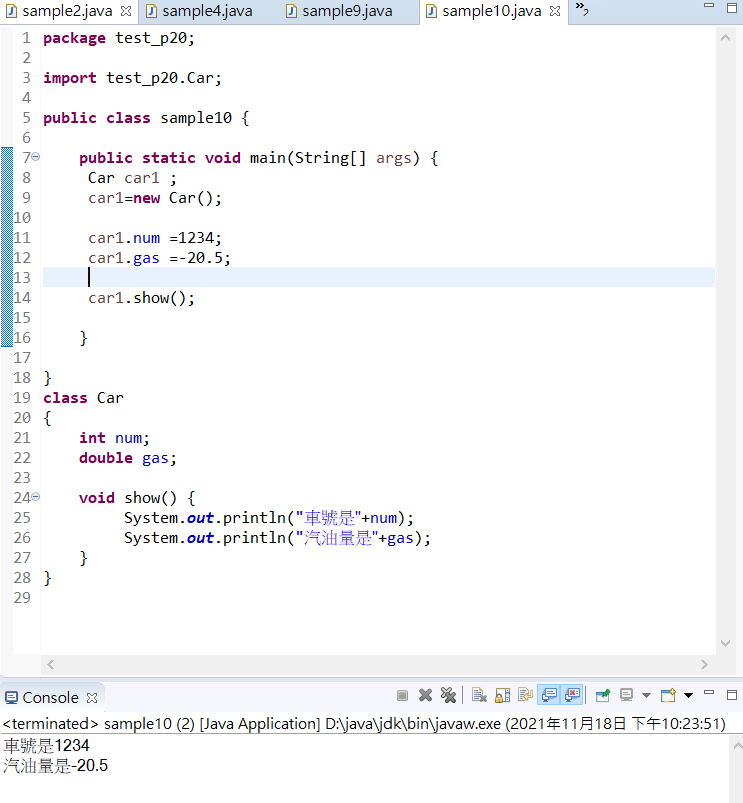 sample2.java sample4.java sample9.java sample10.java »2
1 package test_p20;
2
3 import test_p20.Car;
4
5 public class sample10 {
6
7 public static void main(String[] args) {
8 Car car1 ;
9 car1=new Car();
10
11 car1.num =1234;
12 car1.gas =-20.5;
13
14 car1.show();
15
16 }
17
18 }
19 class Car
20 {
21 int num;
22 double gas;
23
24 void show() {
25 System.out.println("車號是"+num);
26 System.out.println("汽油量是"+gas);
27 }
28 }
29
Console
<terminated> sample10 (2) [Java Application] D:\java\jdk\bin\javaw.exe (2021年11月18日 下午10:23:51)
車號是1234
汽油量是-20.5